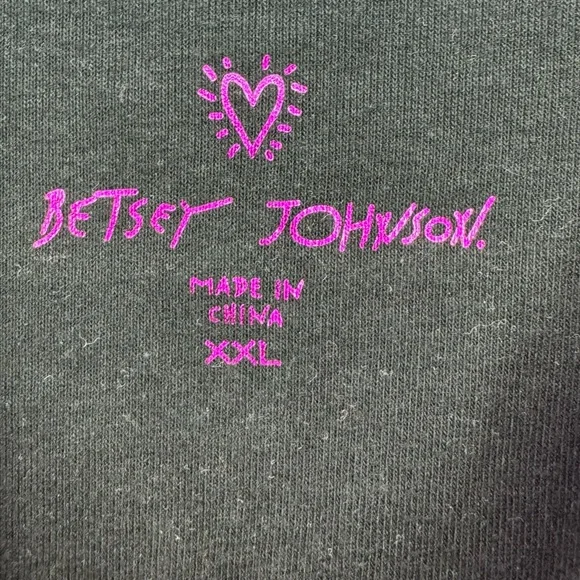 BETSEY JOHNSON.
MADE IN
CHINA
XXL